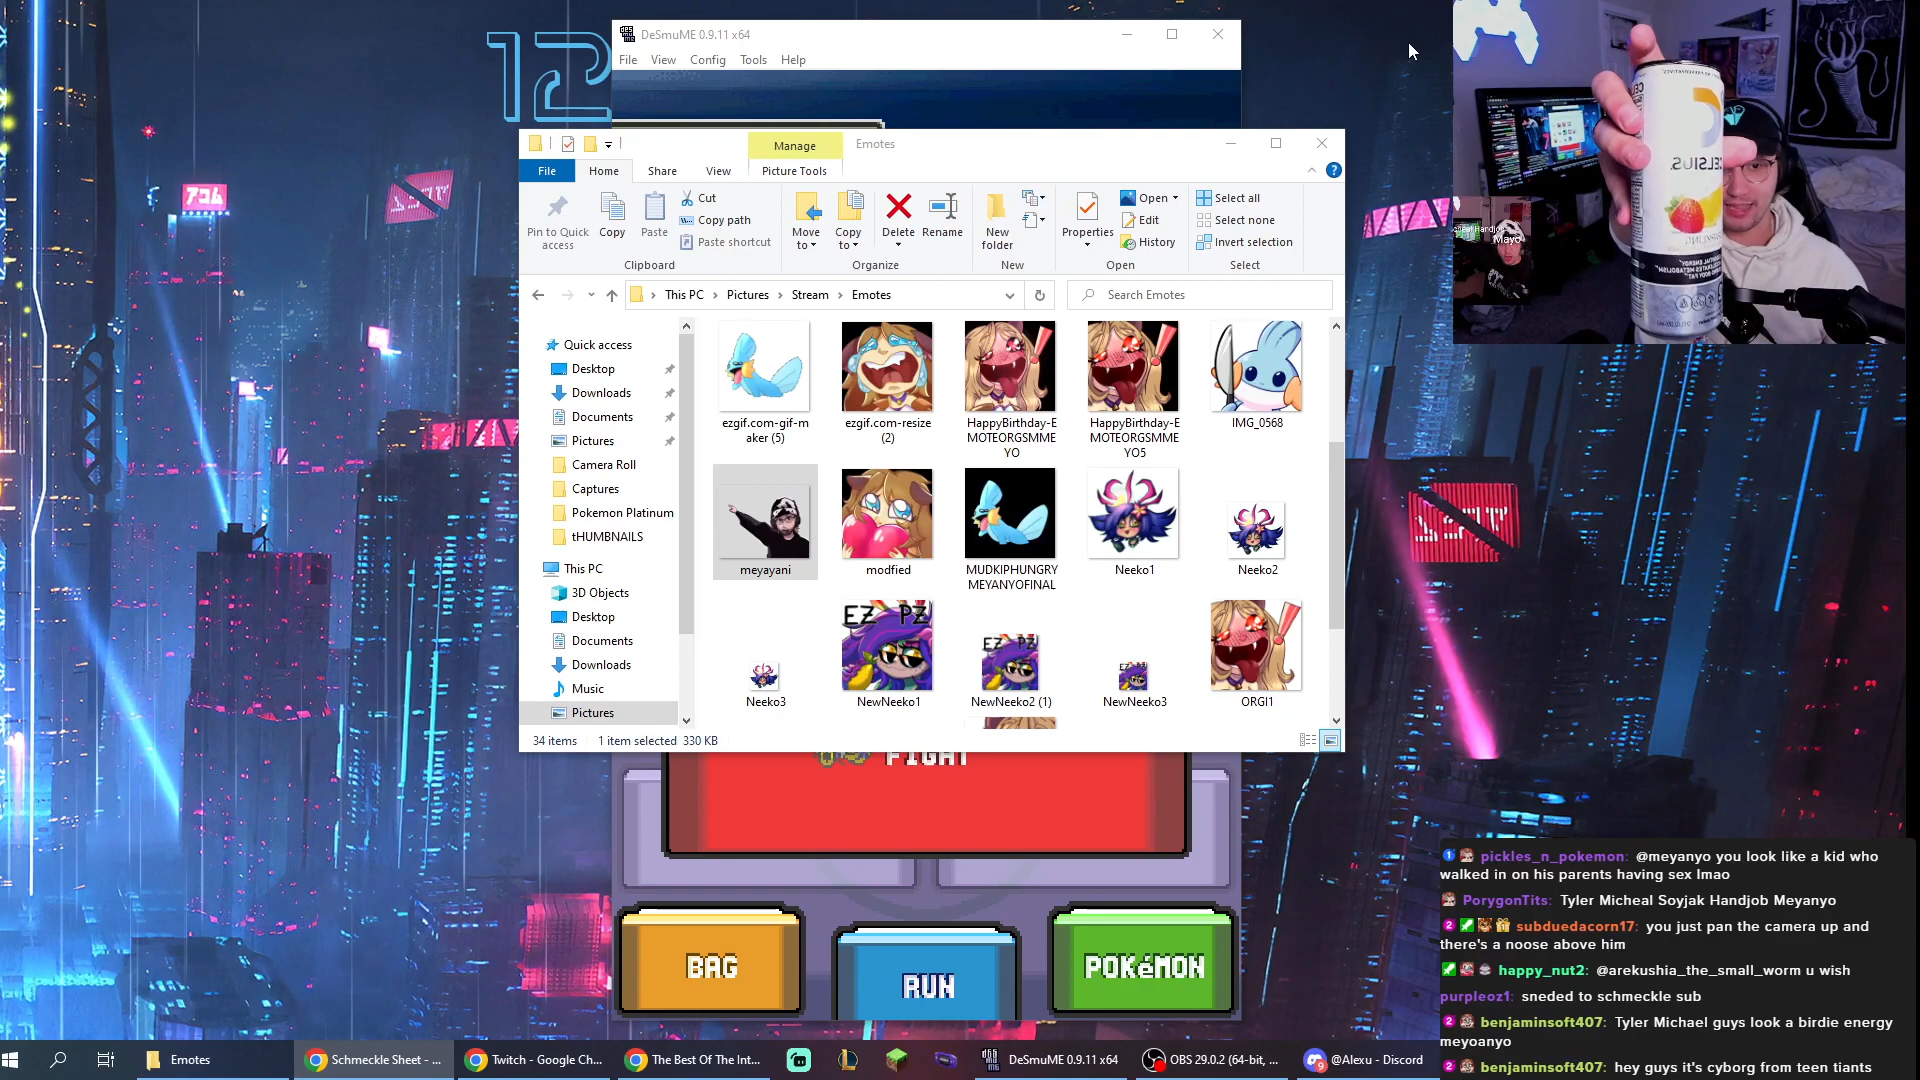 12
DeSmuME 0.9.11 x64
File View Config Tools Help
Manage
Emotes
File Home Share View Picture Tools
Pin to Quick access
Copy
Paste
Cut
Copy path
Paste shortcut
Clipboard
Move to
Copy to
Delete
Rename
Organize
New folder
New
Properties
Open
Edit
History
Open
Select all
Select none
Invert selection
Select
This PC Pictures Stream Emotes
Search Emotes
Quick access
Desktop
Downloads
Documents
Pictures
Camera Roll
Captures
Pokemon Platinum
tHUMBNAILS
This PC
3D Objects
Desktop
Documents
Downloads
Music
Pictures
ezgif.com-gif-m
aker (5)
ezgif.com-resize
(2)
HappyBirthday-E
MOTEORGSMME
YO
HappyBirthday-E
MOTEORGSMME
YO5
IMG_0568
meyayani
modfied
MUDKIPHUNGRY
MEYANYOFINAL
Neeko1
Neeko2
EZ PZ
EZ PZ
Neeko3
NewNeeko1
NewNeeko2 (1)
NewNeeko3
ORGI1
34 items 1 item selected 330 KB
FIGHT
BAG
RUN
POKéMON
アコム
CELSIUS.
Mayo
pickles_n_pokemon: @meyanyo you look like a kid who
walked in on his parents having sex lmao
PorygonTits: Tyler Micheal Soyjak Handjob Meyanyo
subduedacorn17: you just pan the camera up and
there's a noose above him
happy_nut2: @arekushia_the_small_worm u wish
purpleoz1: sneded to schmeckle sub
benjaminsoft407: Tyler Michael guys look a birdie energy
meyoanyo
benjaminsoft407: hey guys it's cyborg from teen tiants
Emotes
Schmeckle Sheet - ...
Twitch - Google Ch...
The Best Of The Int...
DeSmuME 0.9.11 x64
OBS 29.0.2 (64-bit, ...
@Alexu - Discord